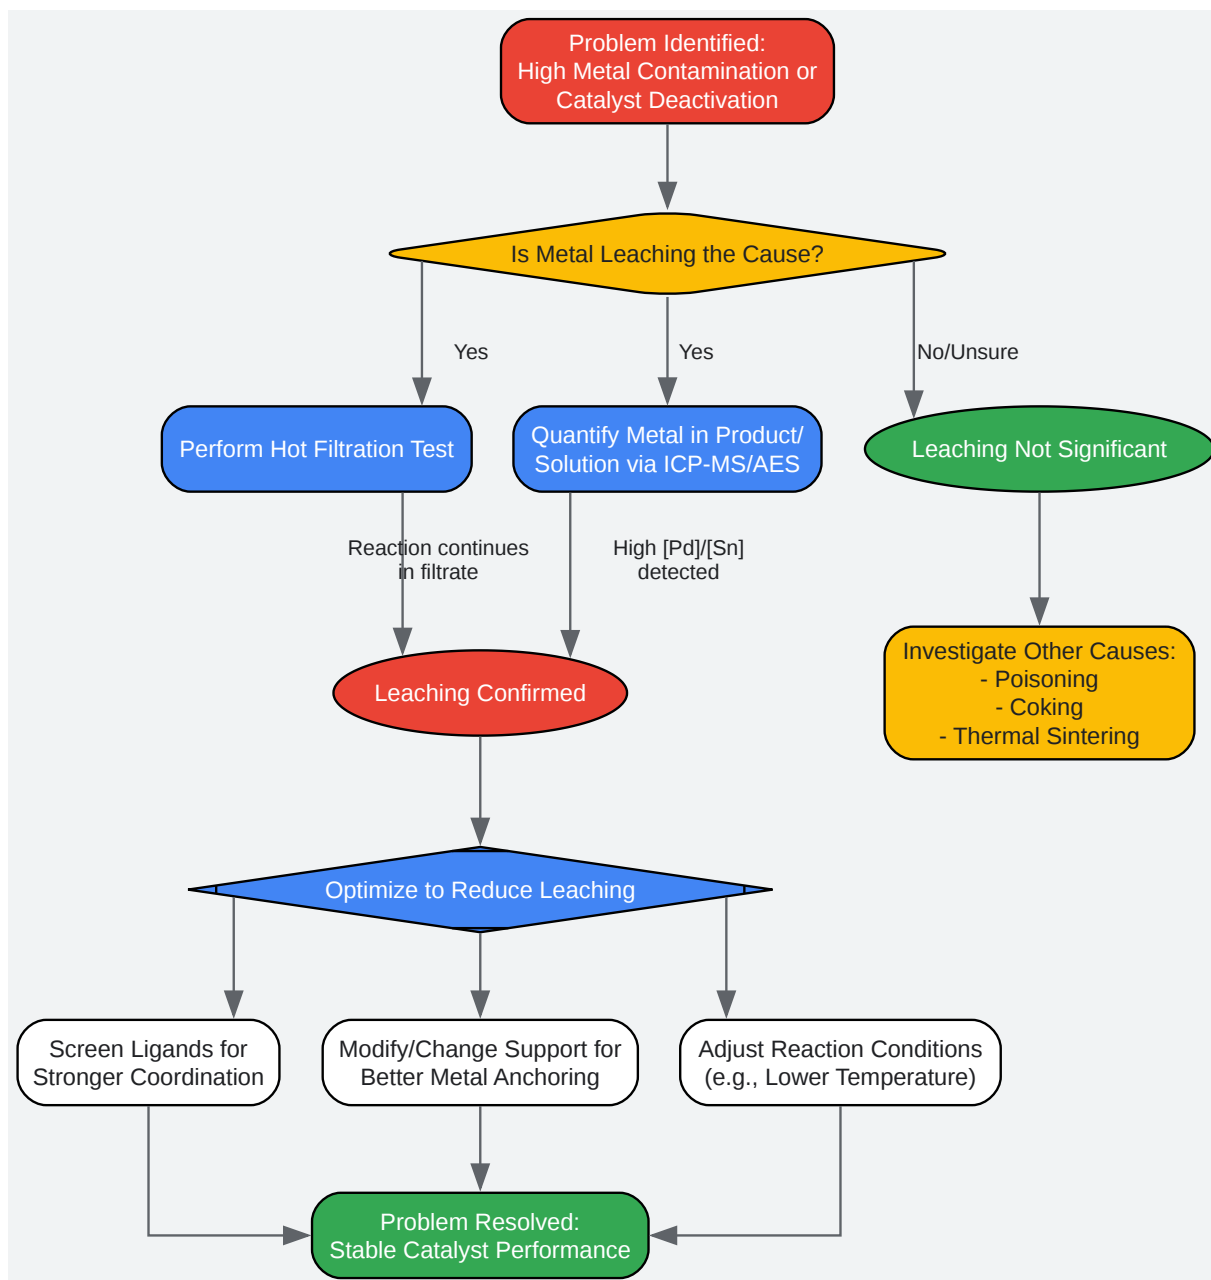 Problem Identified:
High Metal Contamination or
Catalyst Deactivation
Is Metal Leaching the Cause?
Yes
Yes
No/Unsure
Perform Hot Filtration Test
Quantify Metal in Product/
Solution via ICP-MS/AES
Leaching Not Significant
Reaction continues
in filtrate
High [Pd]/[Sn]
detected
Investigate Other Causes:
- Poisoning
- Coking
- Thermal Sintering
Leaching Confirmed
Optimize to Reduce Leaching
Screen Ligands for
Stronger Coordination
Modify/Change Support for
Better Metal Anchoring
Adjust Reaction Conditions
(e.g., Lower Temperature)
Problem Resolved:
Stable Catalyst Performance